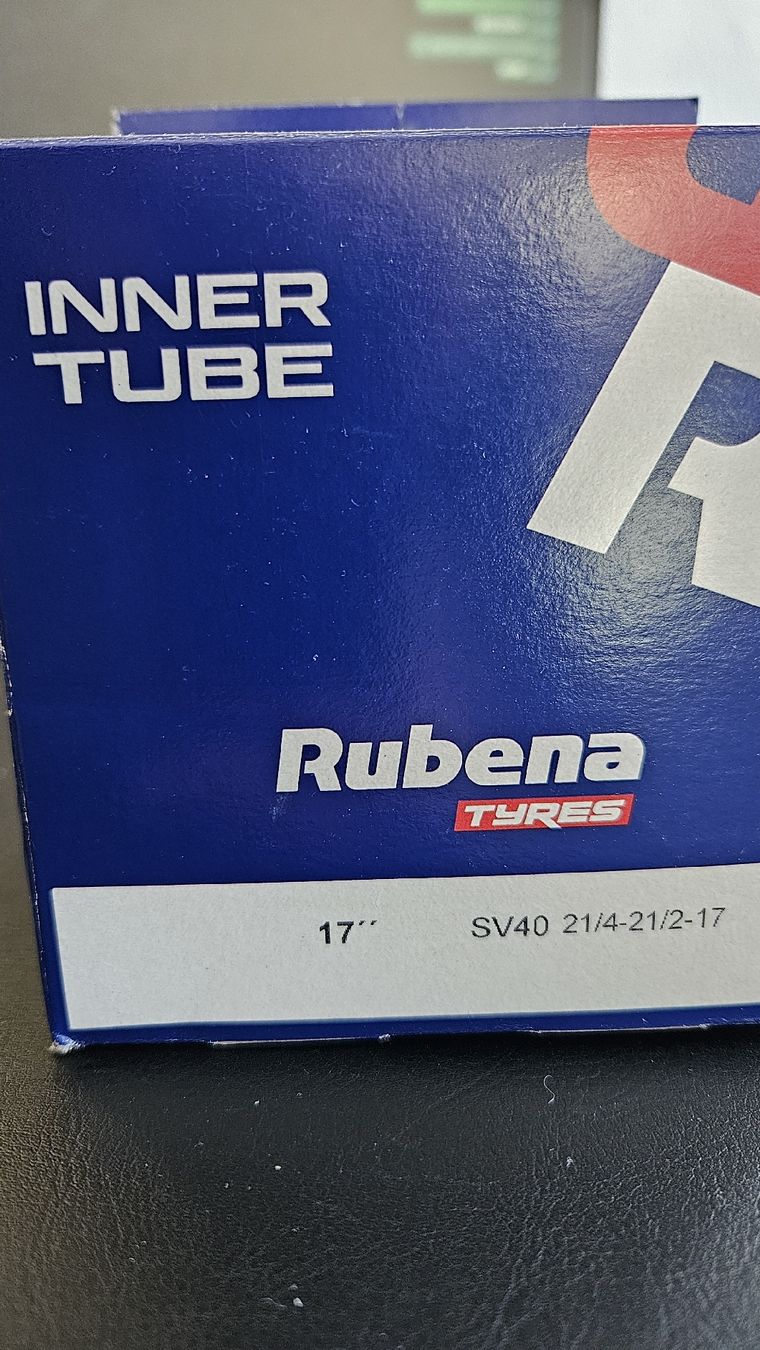 INNER
TUBE
Rubena
TYRES
17´´ SV40 21/4-21/2-17